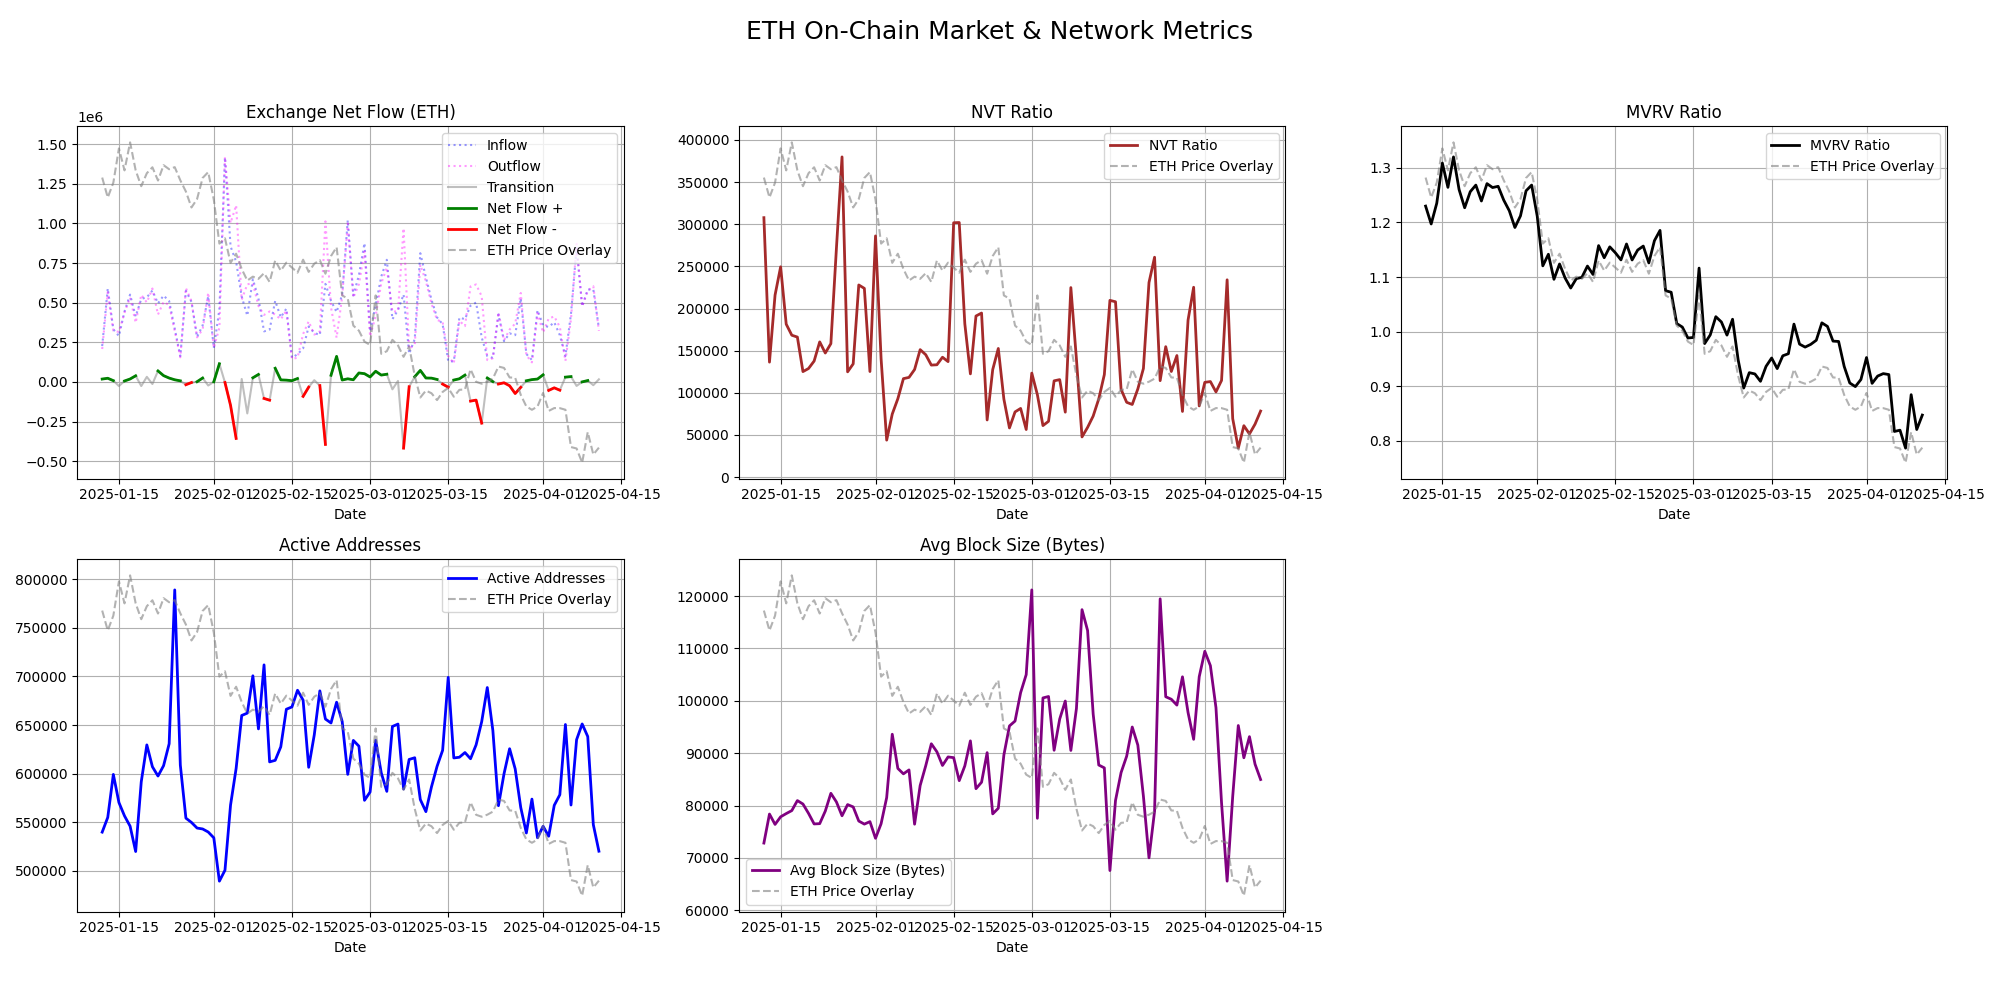 ETH On-Chain Market & Network Metrics
Exchange Net Flow (ETH)
1e6
1.50
1.25
1.00
0.75
0.50
0.25
0.00
−0.25
−0.50
Inflow
Outflow
Transition
Net Flow +
Net Flow -
ETH Price Overlay
2025-01-15 2025-02-01 2025-02-15 2025-03-01 2025-03-15 2025-04-01 2025-04-15
Date
NVT Ratio
400000
350000
300000
250000
200000
150000
100000
50000
0
NVT Ratio
ETH Price Overlay
2025-01-15 2025-02-01 2025-02-15 2025-03-01 2025-03-15 2025-04-01 2025-04-15
Date
MVRV Ratio
1.3
1.2
1.1
1.0
0.9
0.8
MVRV Ratio
ETH Price Overlay
2025-01-15 2025-02-01 2025-02-15 2025-03-01 2025-03-15 2025-04-01 2025-04-15
Date
Active Addresses
800000
750000
700000
650000
600000
550000
500000
Active Addresses
ETH Price Overlay
2025-01-15 2025-02-01 2025-02-15 2025-03-01 2025-03-15 2025-04-01 2025-04-15
Date
Avg Block Size (Bytes)
120000
110000
100000
90000
80000
70000
60000
Avg Block Size (Bytes)
ETH Price Overlay
2025-01-15 2025-02-01 2025-02-15 2025-03-01 2025-03-15 2025-04-01 2025-04-15
Date